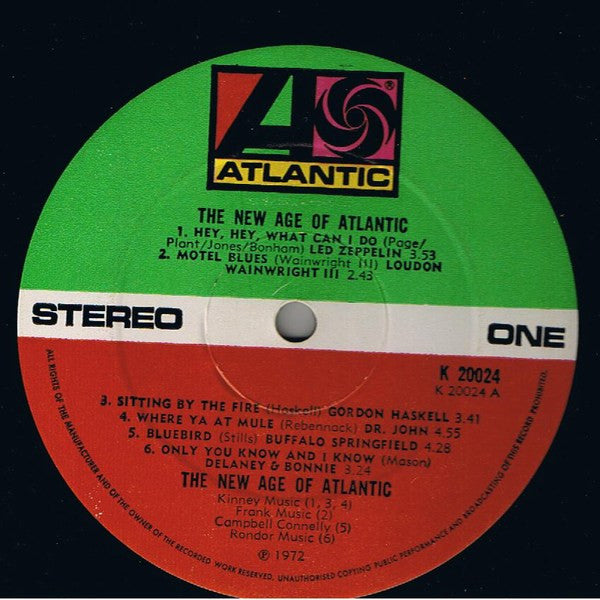 ATLANTIC
®
THE NEW AGE OF ATLANTIC
1. HEY, HEY, WHAT CAN I DO (Page/
Plant/Jones/Bonham) LED ZEPPELIN 3.53
2. MOTEL BLUES (Wainwright III) LOUDON
WAINWRIGHT III 2.43
STEREO
ONE
K 20024
K 20024 A
3. SITTING BY THE FIRE (Haskell) GORDON HASKELL 3.41
4. WHERE YA AT MULE (Rebennack) DR. JOHN 4.55
5. BLUEBIRD (Stills) BUFFALO SPRINGFIELD 4.28
6. ONLY YOU KNOW AND I KNOW (Mason)
DELANEY & BONNIE 3.24
THE NEW AGE OF ATLANTIC
Kinney Music (1, 3, 4)
Frank Music (2)
Campbell Connelly (5)
Rondor Music (6)
℗ 1972
ALL RIGHTS OF THE MANUFACTURER AND OF THE OWNER OF THE RECORDED WORK RESERVED. UNAUTHORISED COPYING PUBLIC PERFORMANCE AND BROADCASTING OF THIS RECORD PROHIBITED.